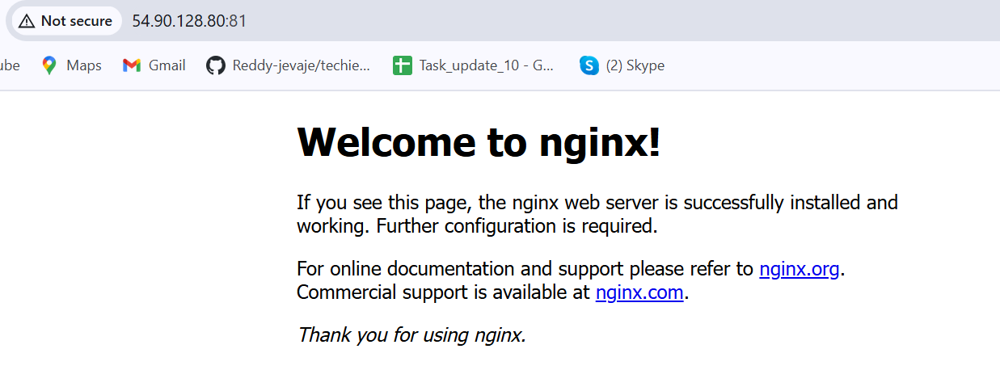 Not secure 54.90.128.80:81
ube Maps Gmail Reddy-jevaje/techie... Task_update_10 - G... (2) Skype
Welcome to nginx!
If you see this page, the nginx web server is successfully installed and
working. Further configuration is required.
For online documentation and support please refer to nginx.org.
Commercial support is available at nginx.com.
Thank you for using nginx.